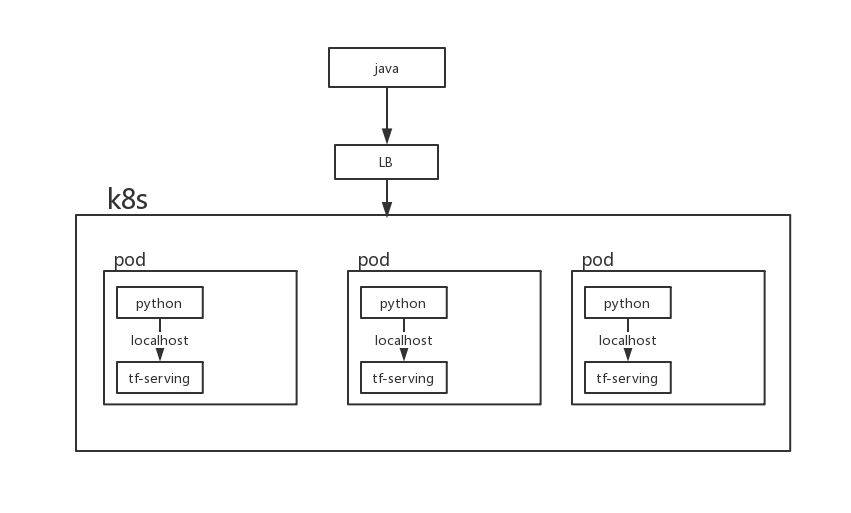 java
LB
k8s
pod
pod
pod
python
python
python
localhost
localhost
localhost
tf-serving
tf-serving
tf-serving